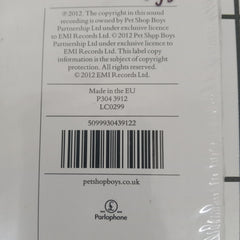 ℗2012. The copyright in this sound
recording is owned by Pet Shop Boys
Partnership Ltd under exclusive licence
to EMI Records Ltd. © 2012 Pet Shop Boys
Partnership Ltd under exclusive licence to
EMI Records Ltd. This label copy
information is the subject of copyright
protection. All rights reserved.
© 2012.EMI Records Ltd.
Made in the EU
P304 3912
LC0299
5099930439122
petshopboys.co.uk
Parlophone